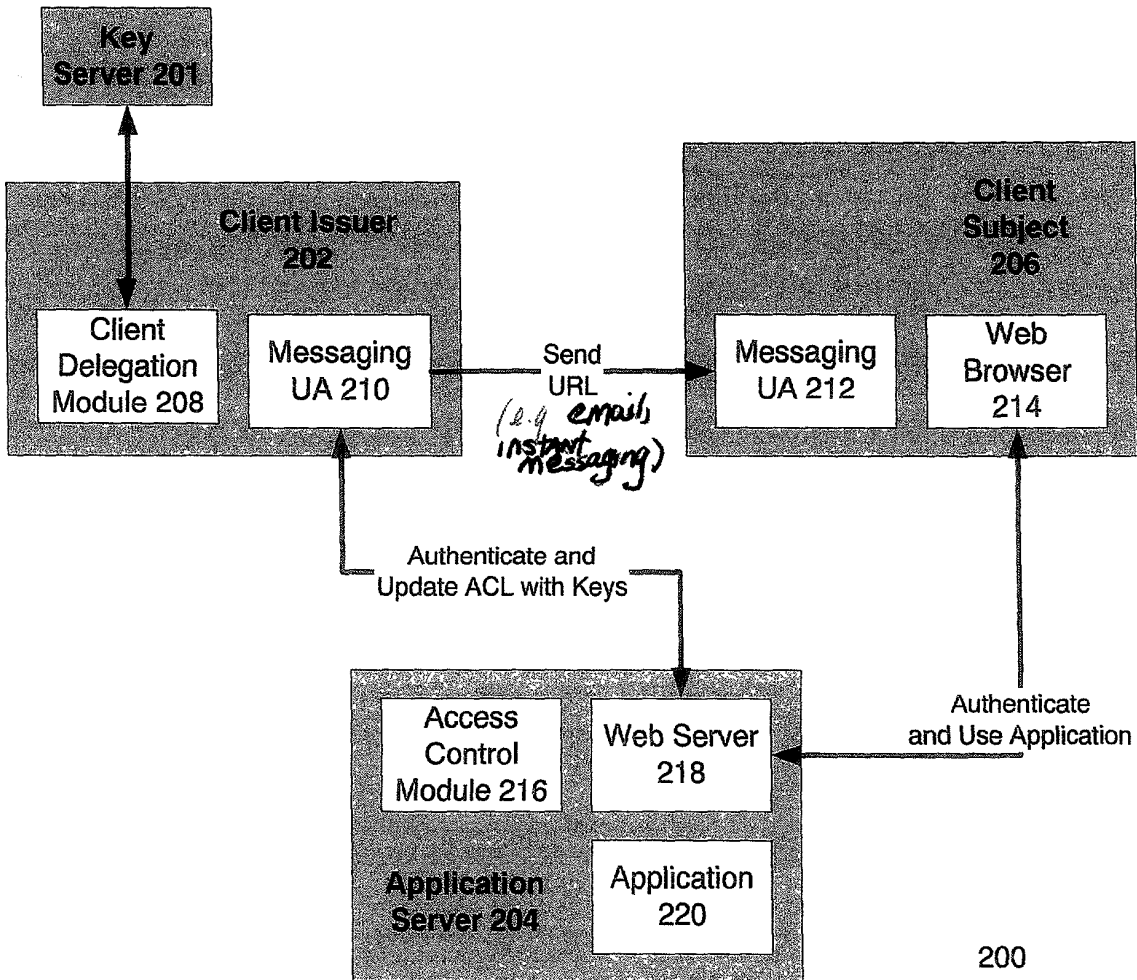 Key
Server 201
Client Issuer
202
Client
Delegation
Module 208
Messaging
UA 210
Send
URL
(e.g email,
instant
messaging)
Client
Subject
206
Messaging
UA 212
Web
Browser
214
Authenticate and
Update ACL with Keys
Access
Control
Module 216
Web Server
218
Authenticate
and Use Application
Application
Server 204
Application
220
200